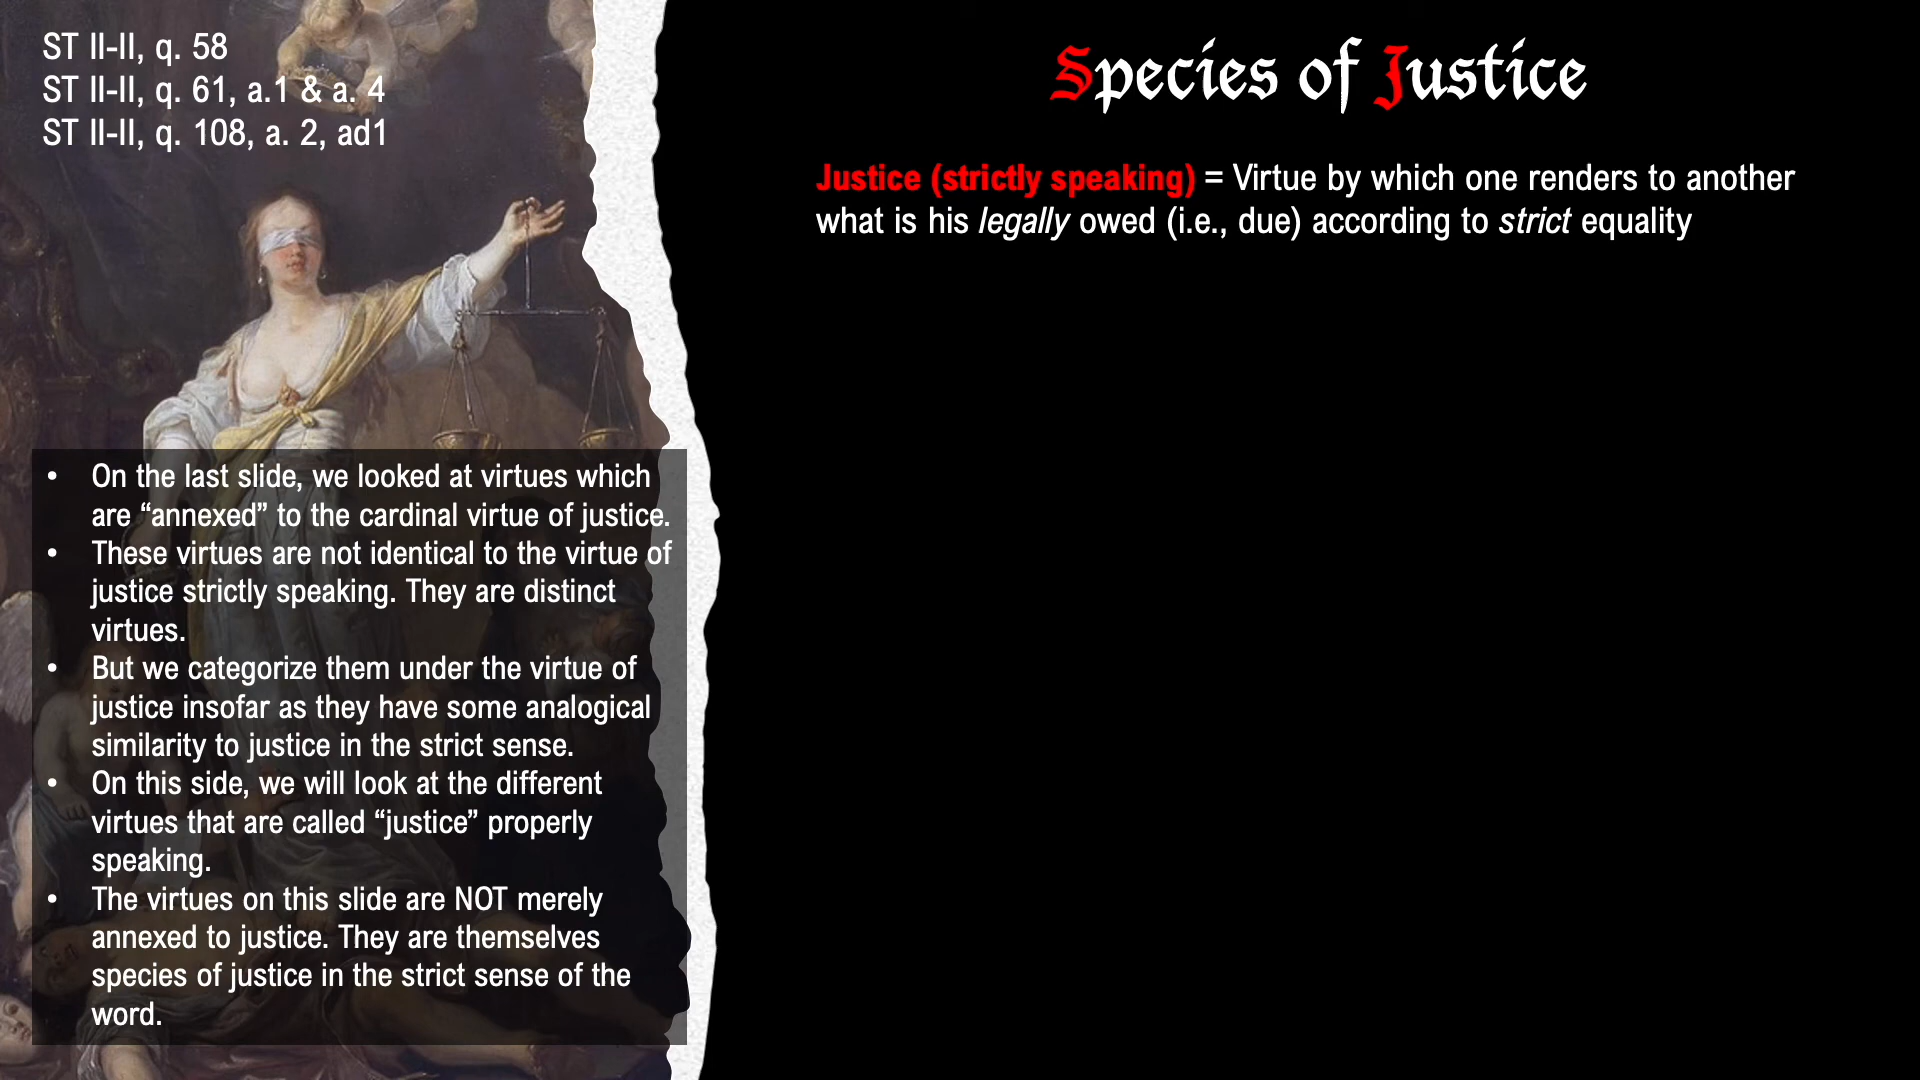 ST II-II, q. 58
ST II-II, q. 61, a.1 & a. 4
ST II-II, q. 108, a. 2, ad1
Species of Justice
Justice (strictly speaking) = Virtue by which one renders to another
what is his legally owed (i.e., due) according to strict equality
• On the last slide, we looked at virtues which
are “annexed” to the cardinal virtue of justice.
• These virtues are not identical to the virtue of
justice strictly speaking. They are distinct
virtues.
• But we categorize them under the virtue of
justice insofar as they have some analogical
similarity to justice in the strict sense.
• On this side, we will look at the different
virtues that are called “justice” properly
speaking.
• The virtues on this slide are NOT merely
annexed to justice. They are themselves
species of justice in the strict sense of the
word.